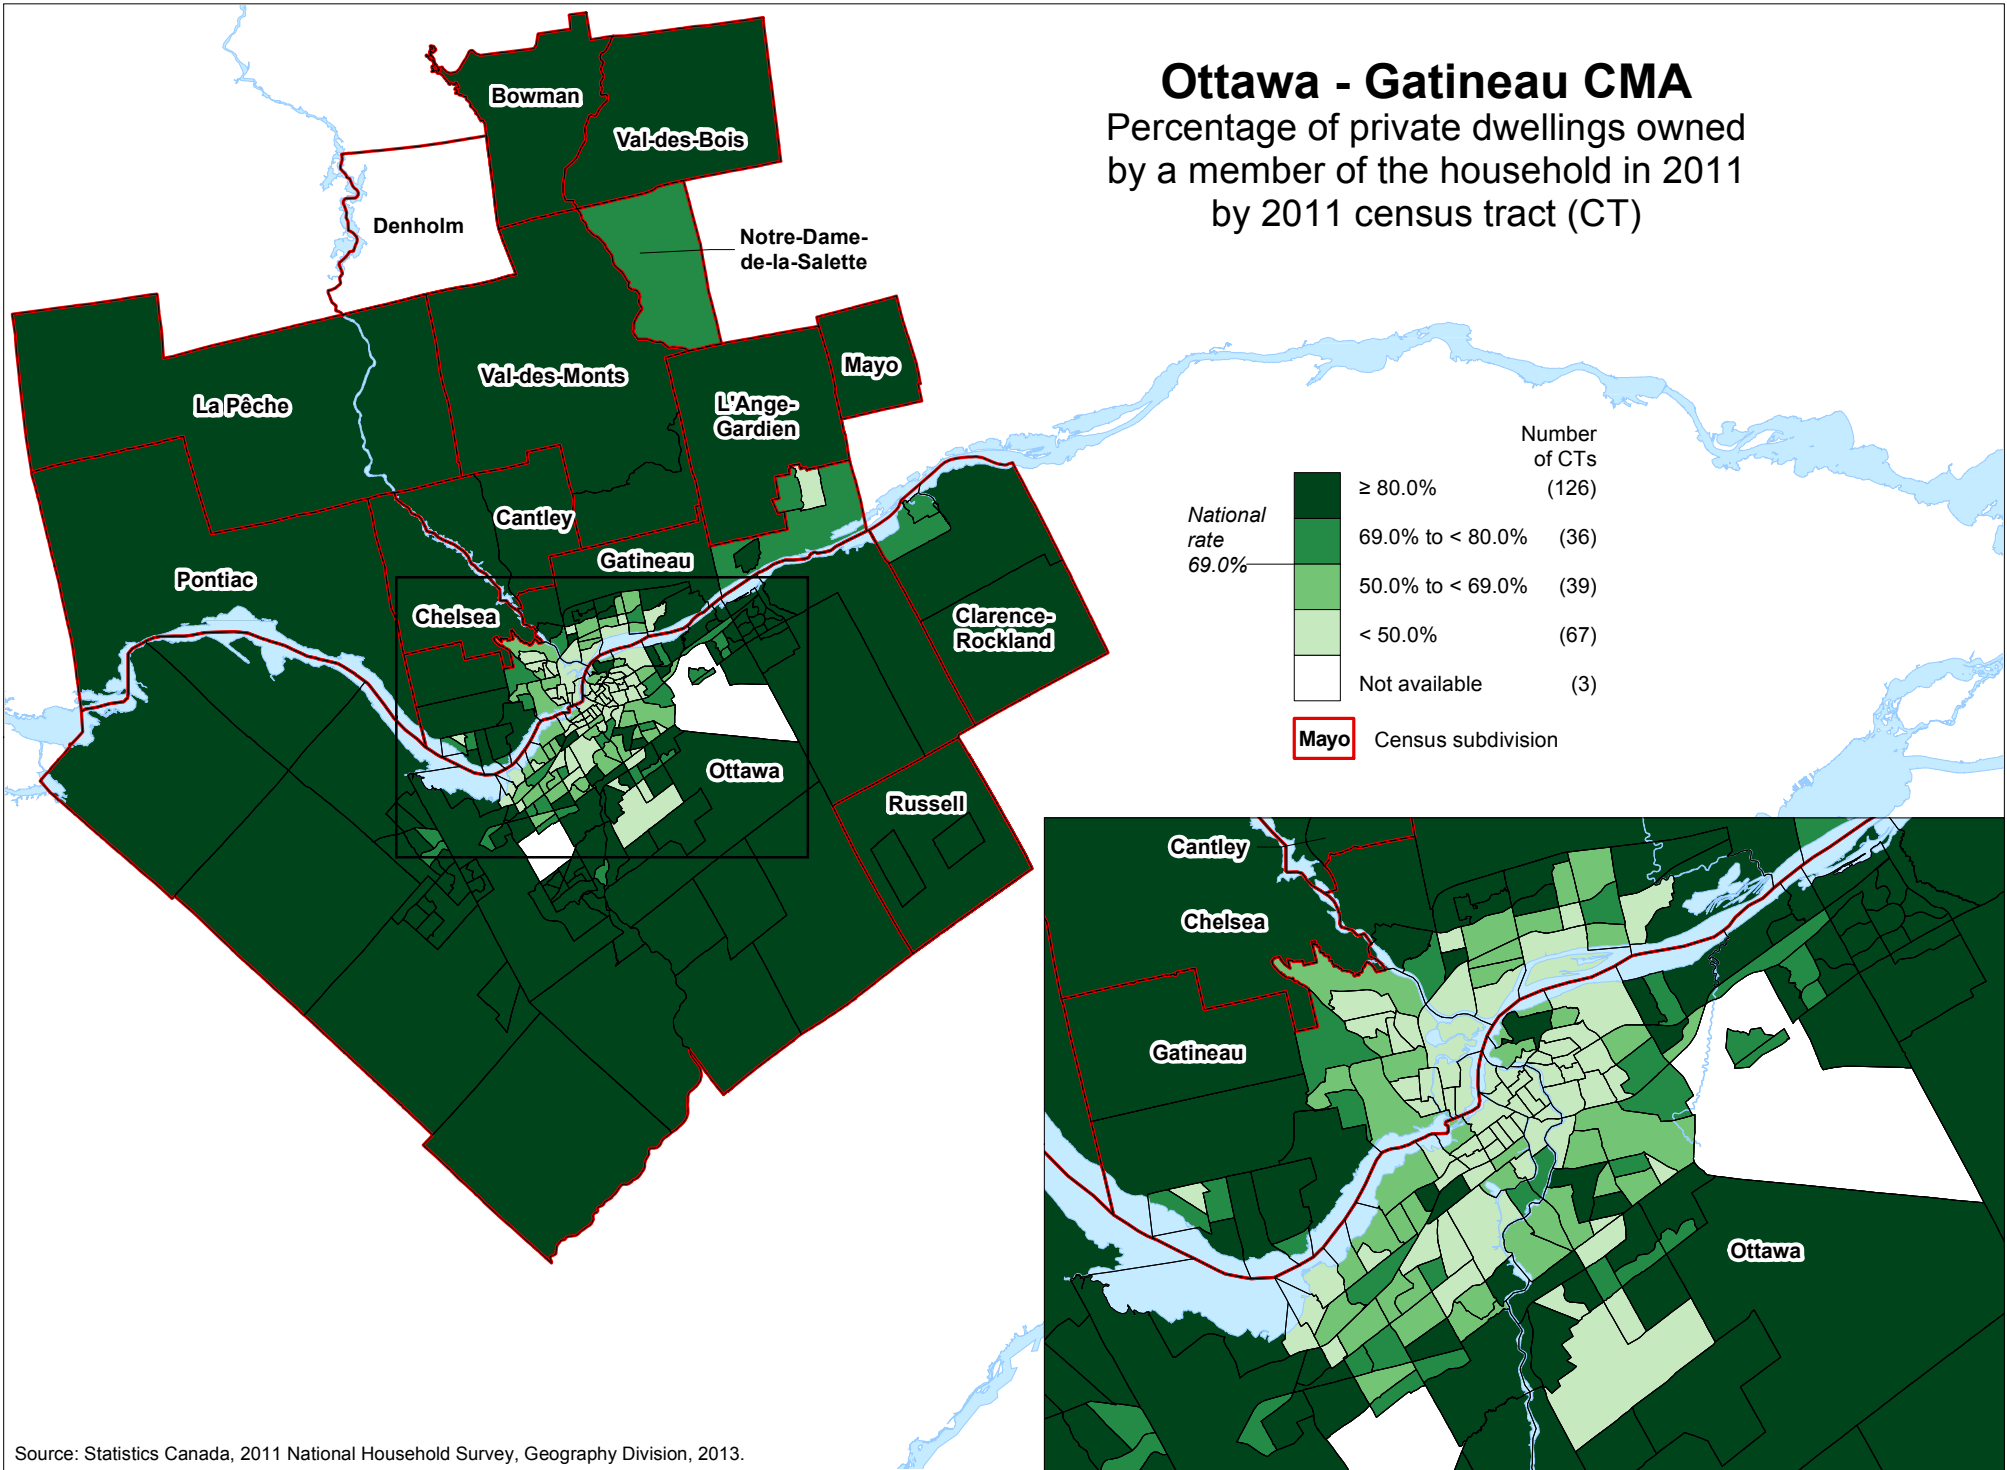 Ottawa - Gatineau CMA
Percentage of private dwellings owned
by a member of the household in 2011
by 2011 census tract (CT)
Bowman
Val-des-Bois
Denholm
Notre-Dame-
de-la-Salette
Mayo
Val-des-Monts
La Pêche
L'Ange-
Gardien
Cantley
Gatineau
Pontiac
Chelsea
Clarence-
Rockland
Ottawa
Russell
Number
of CTs
≥ 80.0% (126)
69.0% to < 80.0% (36)
50.0% to < 69.0% (39)
< 50.0% (67)
Not available (3)
National
rate
69.0%
Mayo Census subdivision
Cantley
Chelsea
Gatineau
Ottawa
Source: Statistics Canada, 2011 National Household Survey, Geography Division, 2013.